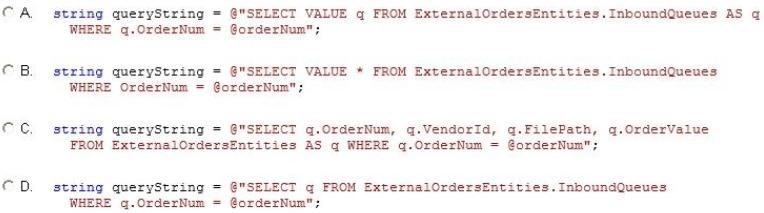 A. string queryString = @"SELECT VALUE q FROM ExternalOrdersEntities.InboundQueues AS q
WHERE q.OrderNum = @orderNum";
B. string queryString = @"SELECT VALUE * FROM ExternalOrdersEntities.InboundQueues
WHERE OrderNum = @orderNum";
C. string queryString = @"SELECT q.OrderNum, q.VendorId, q.FilePath, q.OrderValue
FROM ExternalOrdersEntities AS q WHERE q.OrderNum = @orderNum";
D. string queryString = @"SELECT q FROM ExternalOrdersEntities.InboundQueues
WHERE q.OrderNum = @orderNum";